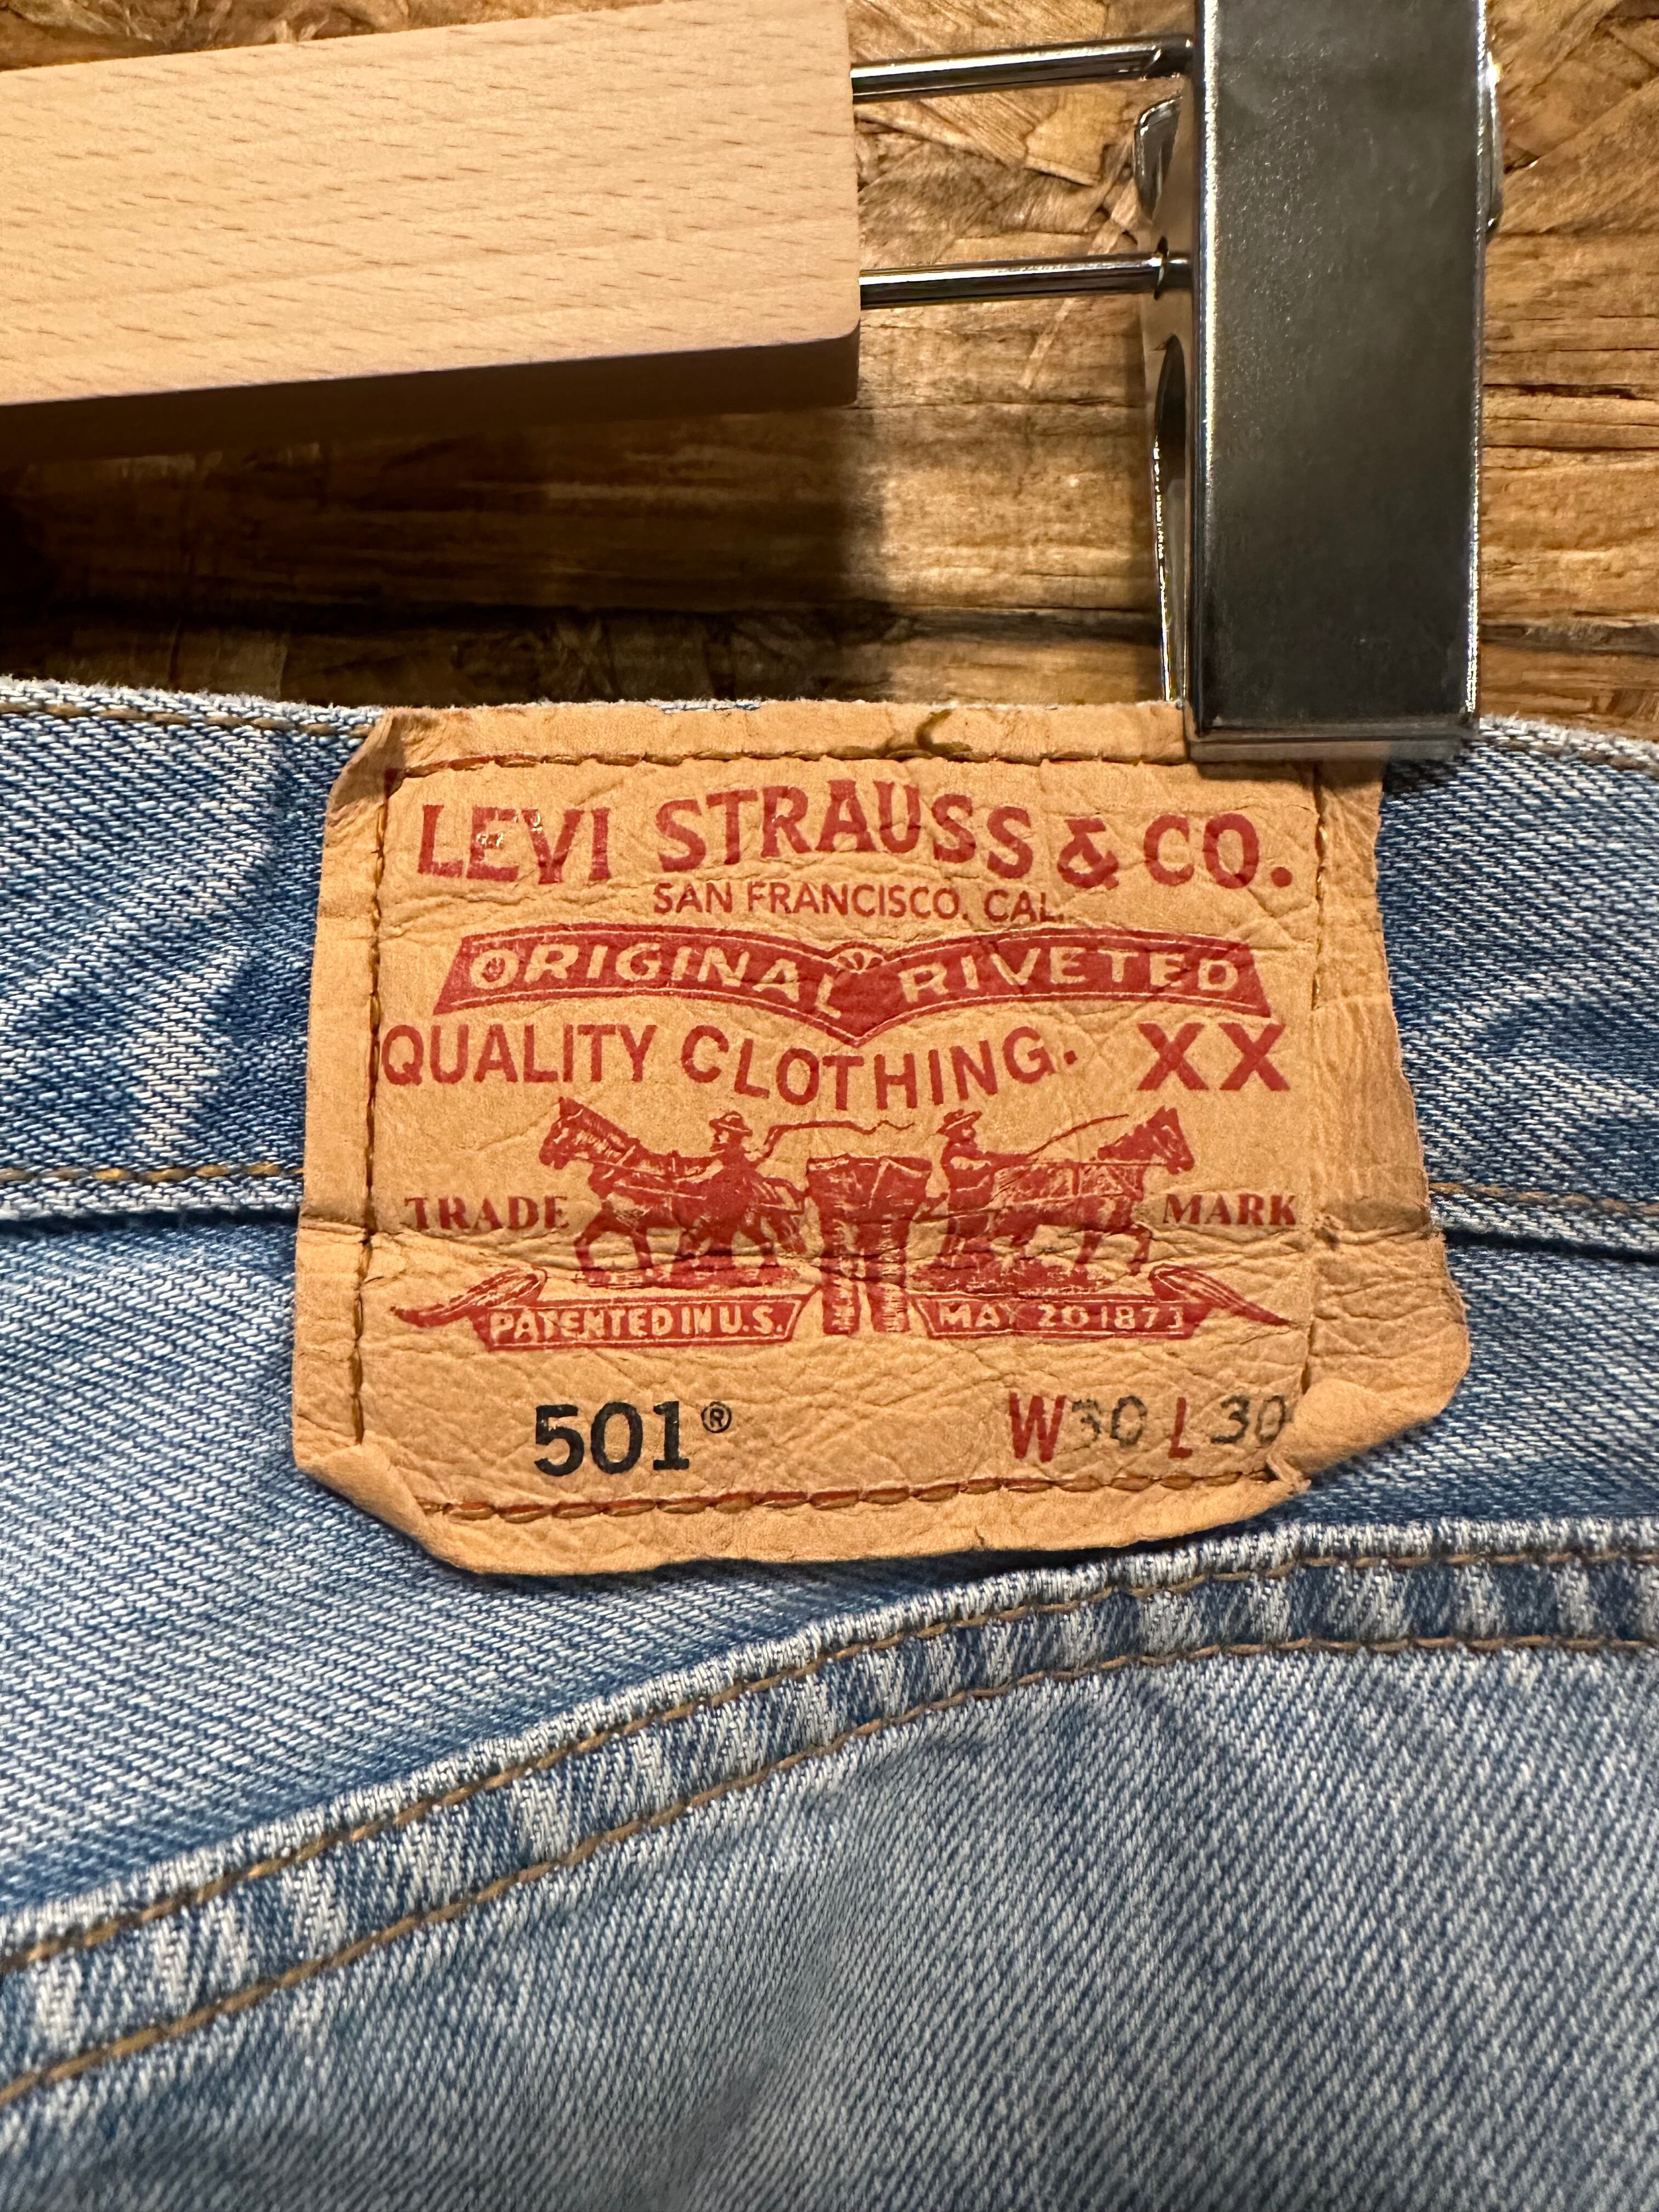 LEVI STRAUSS & CO.
SAN FRANCISCO, CAL.
ORIGINAL RIVETED
QUALITY CLOTHING. XX
TRADE MARK
PATENTED IN U.S. MAY 20 1873
501® W30 L30